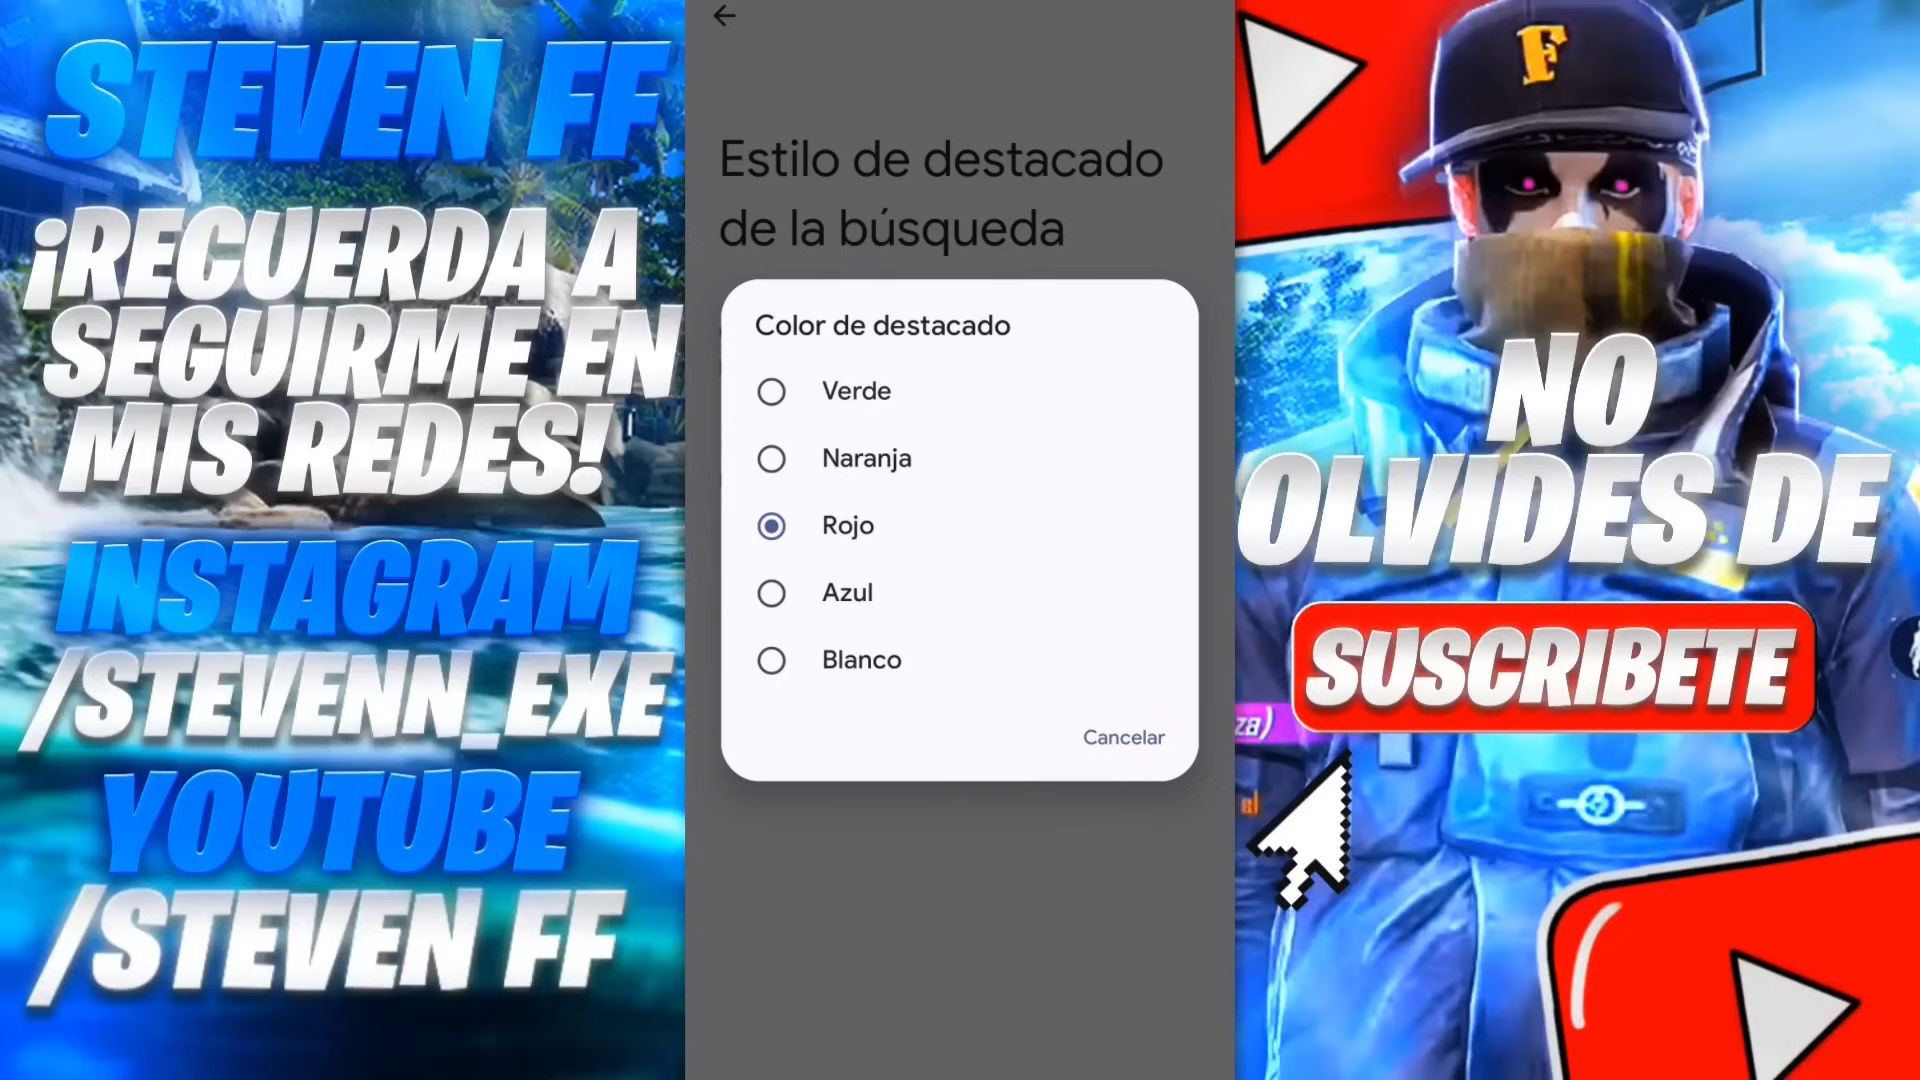 STEVEN FF
¡RECUERDA A
SEGUIRME EN
MIS REDES!
INSTAGRAM
/STEVENN_EXE
YOUTUBE
/STEVEN FF
Estilo de destacado
de la búsqueda
Color de destacado
Verde
Naranja
Rojo
Azul
Blanco
Cancelar
F
NO
OLVIDES DE
SUSCRIBETE
za)